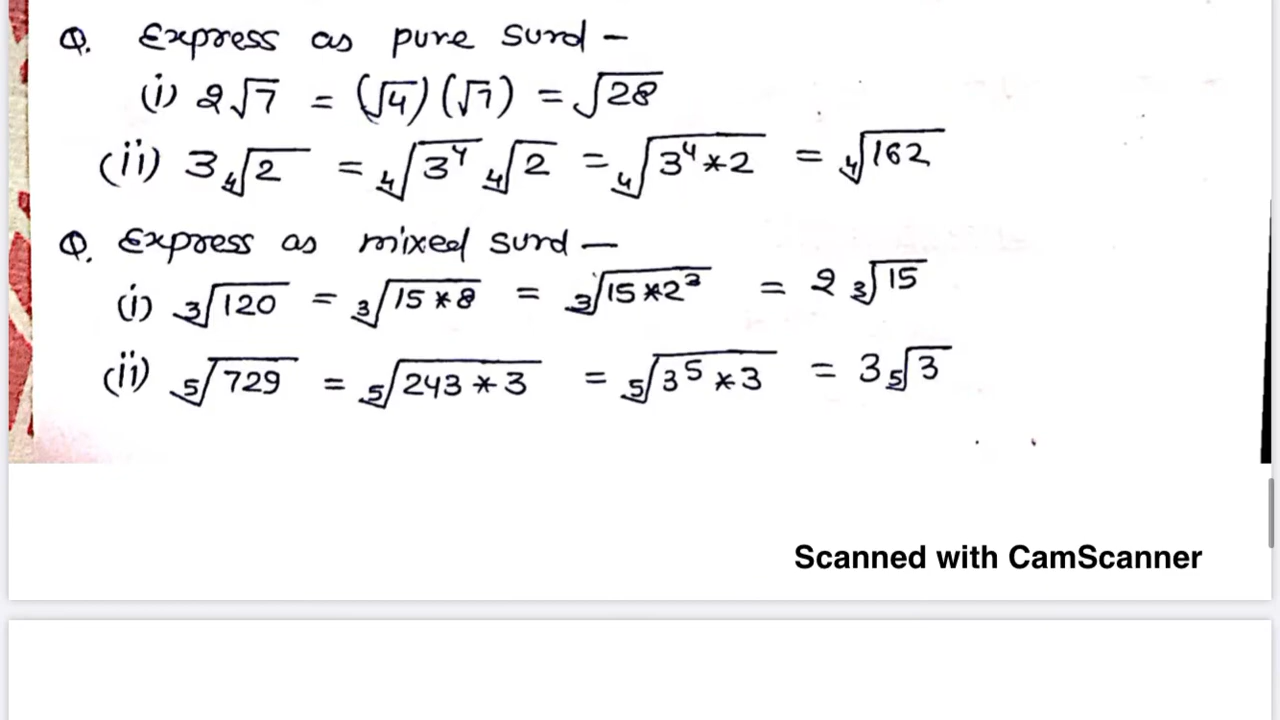 Q. Express as pure surd –
(i) 2√7 = (√4) (√7) = √28
(ii) 3 ∜2 = ∜3⁴ ∜2 = ∜(3⁴*2) = ∜162
Q. Express as mixed surd –
(i) ∛120 = ∛(15*8) = ∛(15*2³) = 2 ∛15
(ii) ⁵√729 = ⁵√(243*3) = ⁵√(3⁵*3) = 3 ⁵√3
Scanned with CamScanner